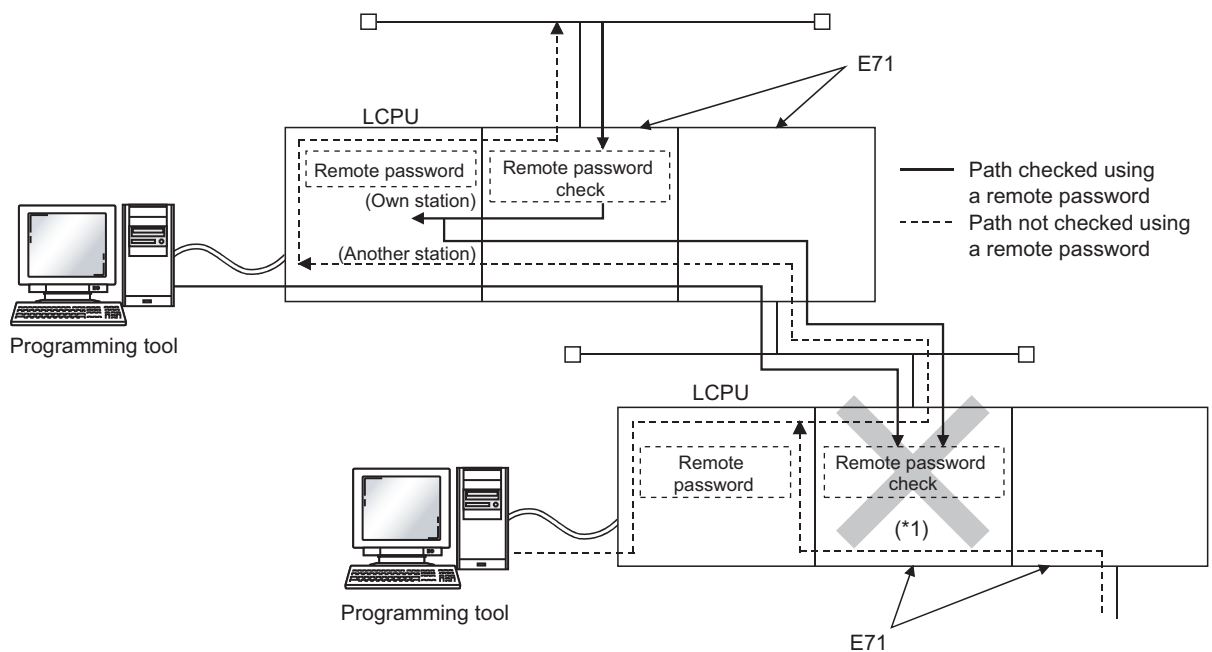 E71
LCPU
Remote password
Remote password
check
(Own station)
(Another station)
Path checked using
a remote password
Path not checked using
a remote password
Programming tool
LCPU
Remote
password
Remote password
check
(*1)
Programming tool
E71